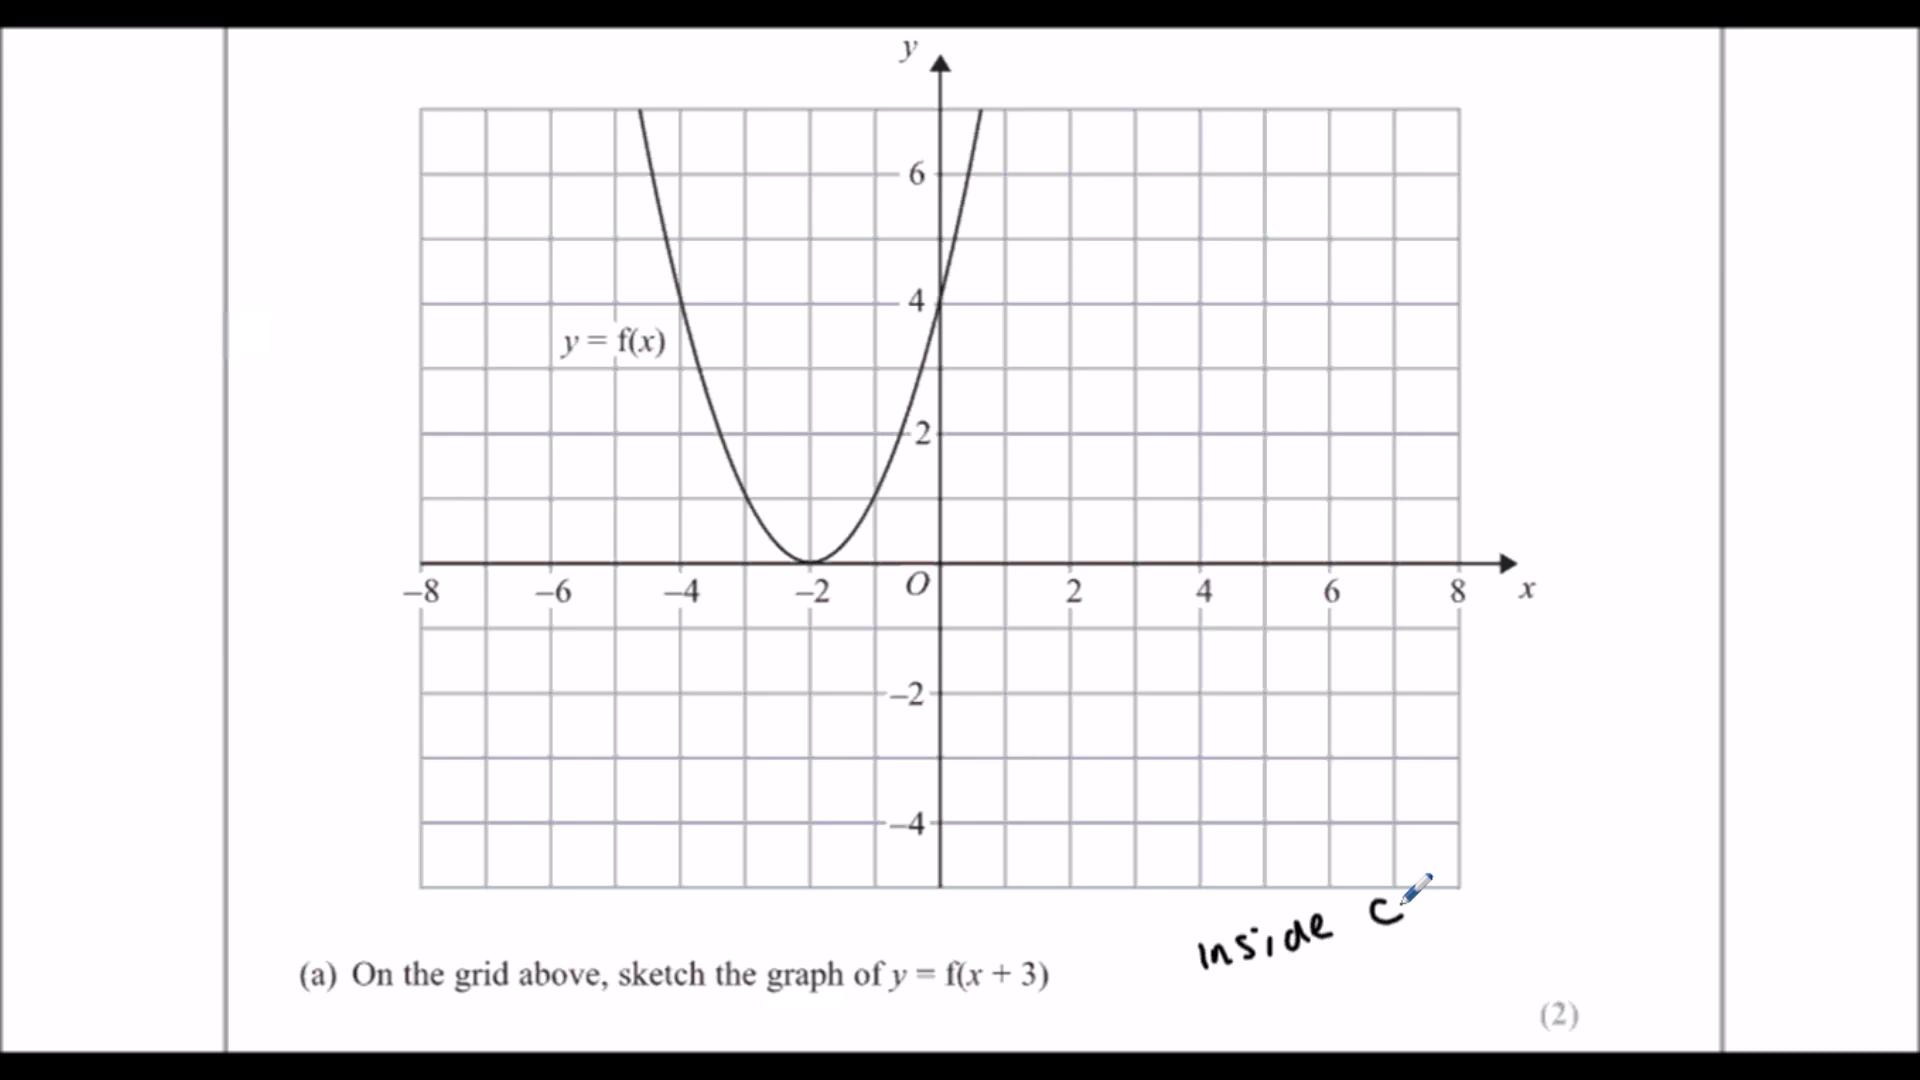 y
6
4
y = f(x)
2
−8 −6 −4 −2 O 2 4 6 8 x
−2
−4
Inside C
(a) On the grid above, sketch the graph of y = f(x + 3)
(2)